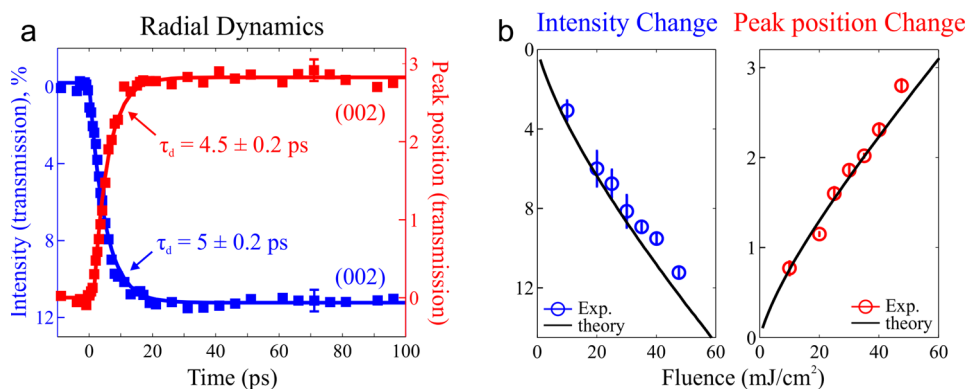 a
Radial Dynamics
Intensity (transmission), %
0
4
8
12
(002)
τd = 4.5 ± 0.2 ps
τd = 5 ± 0.2 ps
(002)
3
2
1
0
Peak position (transmission)
0 20 40 60 80 100
Time (ps)
b
Intensity Change Peak position Change
0
4
8
12
Exp.
theory
0 20 40 60
3
2
1
0
Exp.
theory
0 20 40 60
Fluence (mJ/cm²)